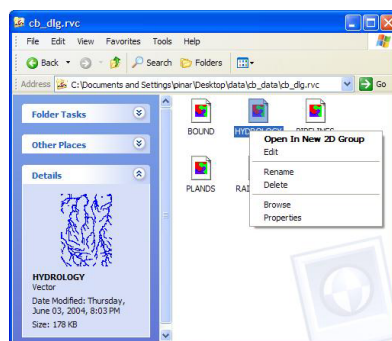 cb_dlg.rvc
File Edit View Favorites Tools Help
Back Search Folders
Address C:\Documents and Settings\pinar\Desktop\data\cb_data\cb_dlg.rvc Go
Folder Tasks
Other Places
Details
HYDROLOGY
Vector
Date Modified: Thursday,
June 03, 2004, 8:03 PM
Size: 178 KB
BOUND HYDROLOGY PIPELINES
PLANDS
Open In New 2D Group
Edit
Rename
Delete
Browse
Properties